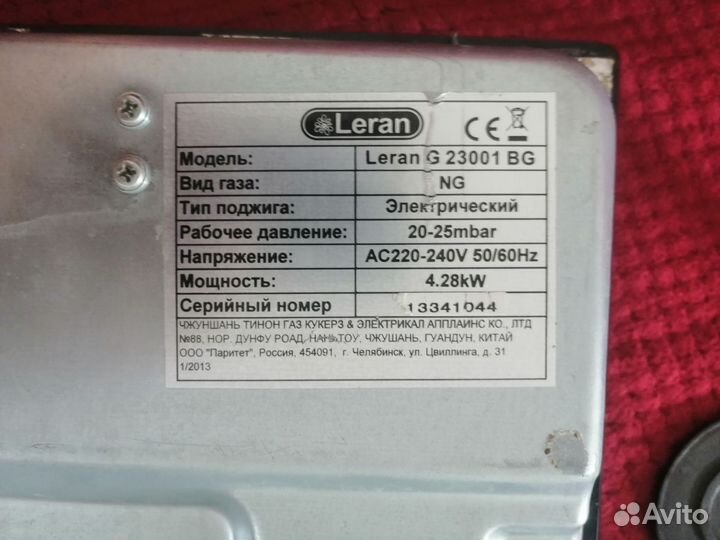 Leran
CE
Модель: Leran G 23001 BG
Вид газа: NG
Тип поджига: Электрический
Рабочее давление: 20-25mbar
Напряжение: AC220-240V 50/60Hz
Мощность: 4.28kW
Серийный номер 13341044
ЧЖУНШАНЬ ТИНОН ГАЗ КУКЕРЗ & ЭЛЕКТРИКАЛ АППЛАИНС КО., ЛТД
№88, НОР. ДУНФУ РОАД, НАНЬТОУ, ЧЖУШАНЬ, ГУАНДУН, КИТАЙ
ООО "Паритет", Россия, 454091, г. Челябинск, ул. Цвиллинга, д. 31
1/2013
Avito